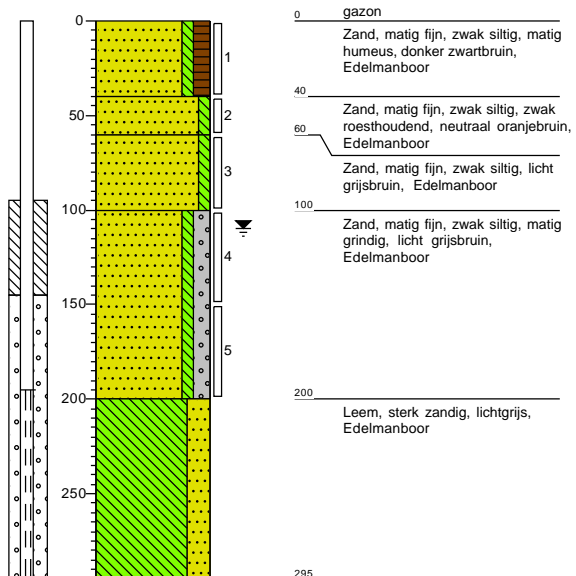 0
50
100
150
200
250
1
2
3
4
5
0 gazon
Zand, matig fijn, zwak siltig, matig
humeus, donker zwartbruin,
Edelmanboor
40
Zand, matig fijn, zwak siltig, zwak
roesthoudend, neutraal oranjebruin,
Edelmanboor
60
Zand, matig fijn, zwak siltig, licht
grijsbruin, Edelmanboor
100
Zand, matig fijn, zwak siltig, matig
grindig, licht grijsbruin,
Edelmanboor
200
Leem, sterk zandig, lichtgrijs,
Edelmanboor
295